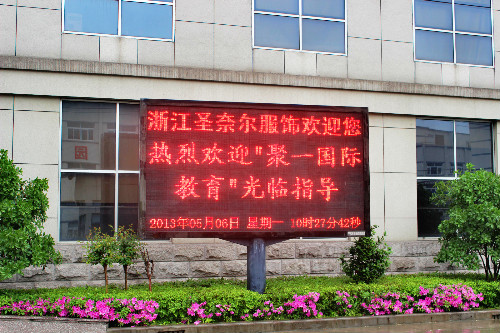 浙江圣奈尔服饰欢迎您
热烈欢迎"聚一国际
教育"光临指导
2013年05月06日 星期一 10时27分42秒